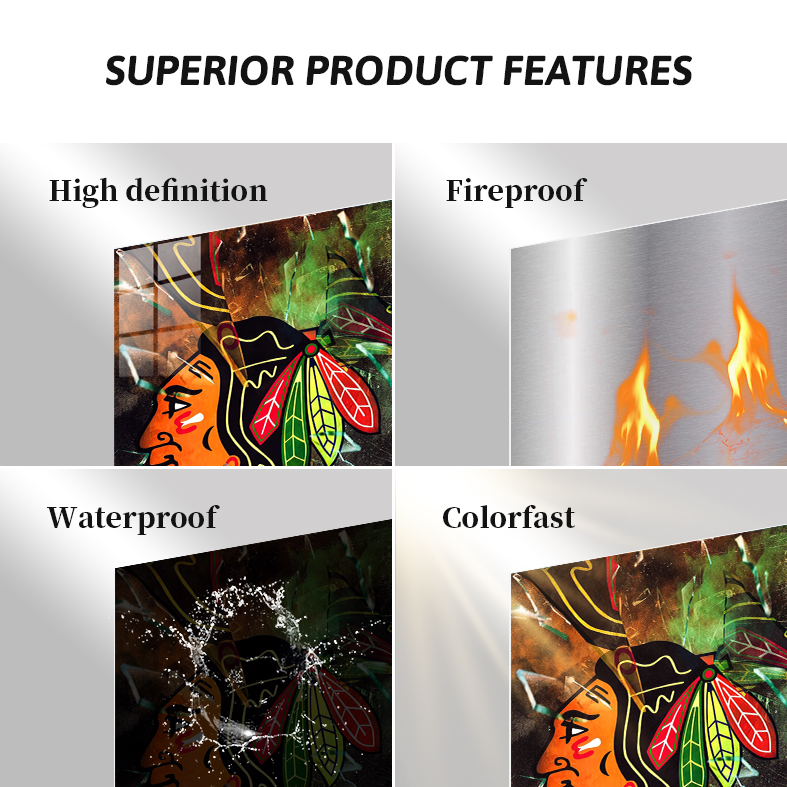 SUPERIOR PRODUCT FEATURES
High definition
Fireproof
Waterproof
Colorfast